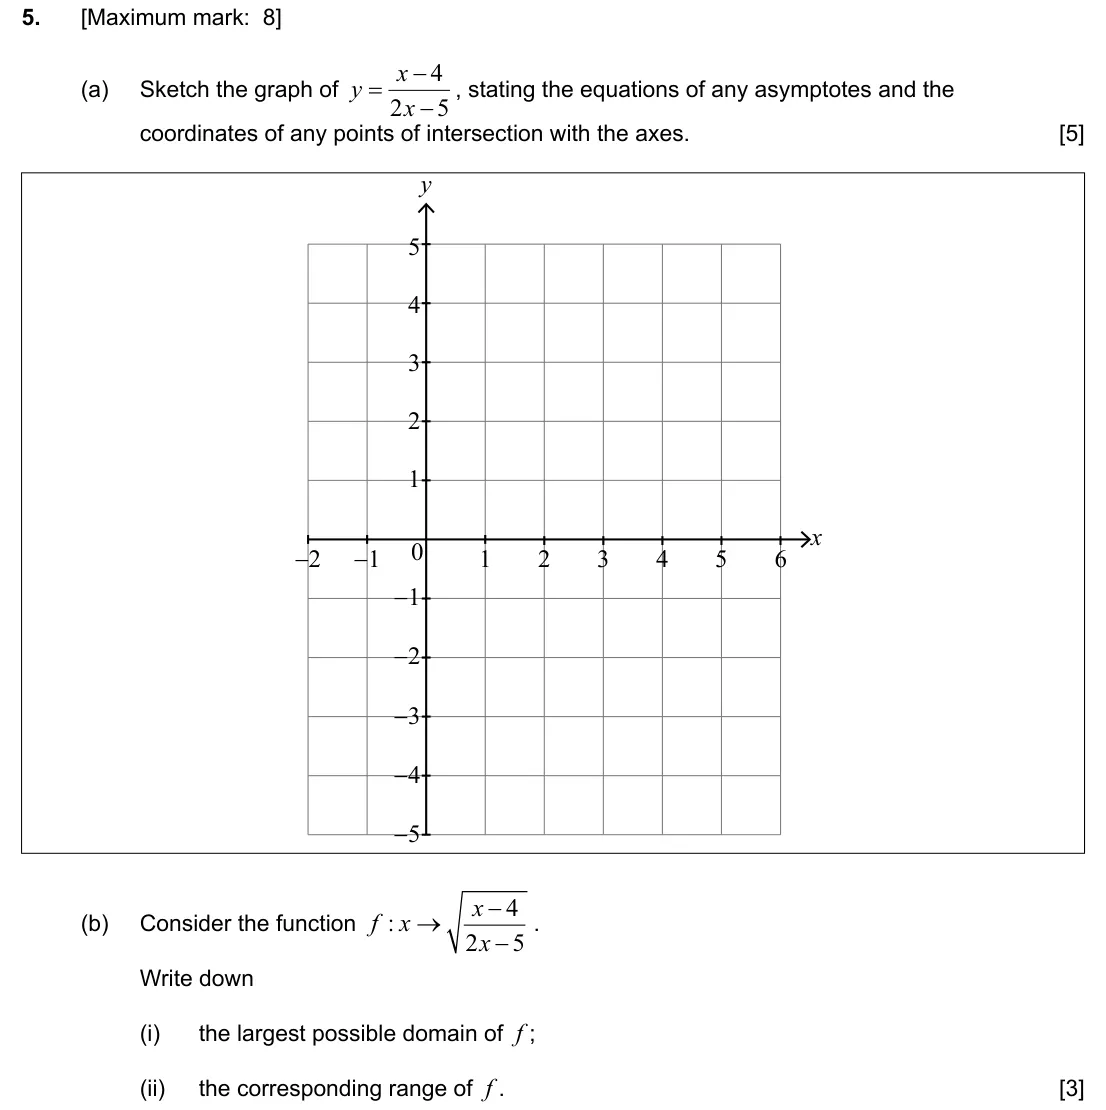 5. [Maximum mark: 8]
(a) Sketch the graph of y = (x − 4)/(2x − 5), stating the equations of any asymptotes and the
coordinates of any points of intersection with the axes. [5]
y
5
4
3
2
1
−2 −1 0 1 2 3 4 5 6 x
−1
−2
−3
−4
−5
(b) Consider the function f : x → √((x − 4)/(2x − 5)) .
Write down
(i) the largest possible domain of f ;
(ii) the corresponding range of f . [3]